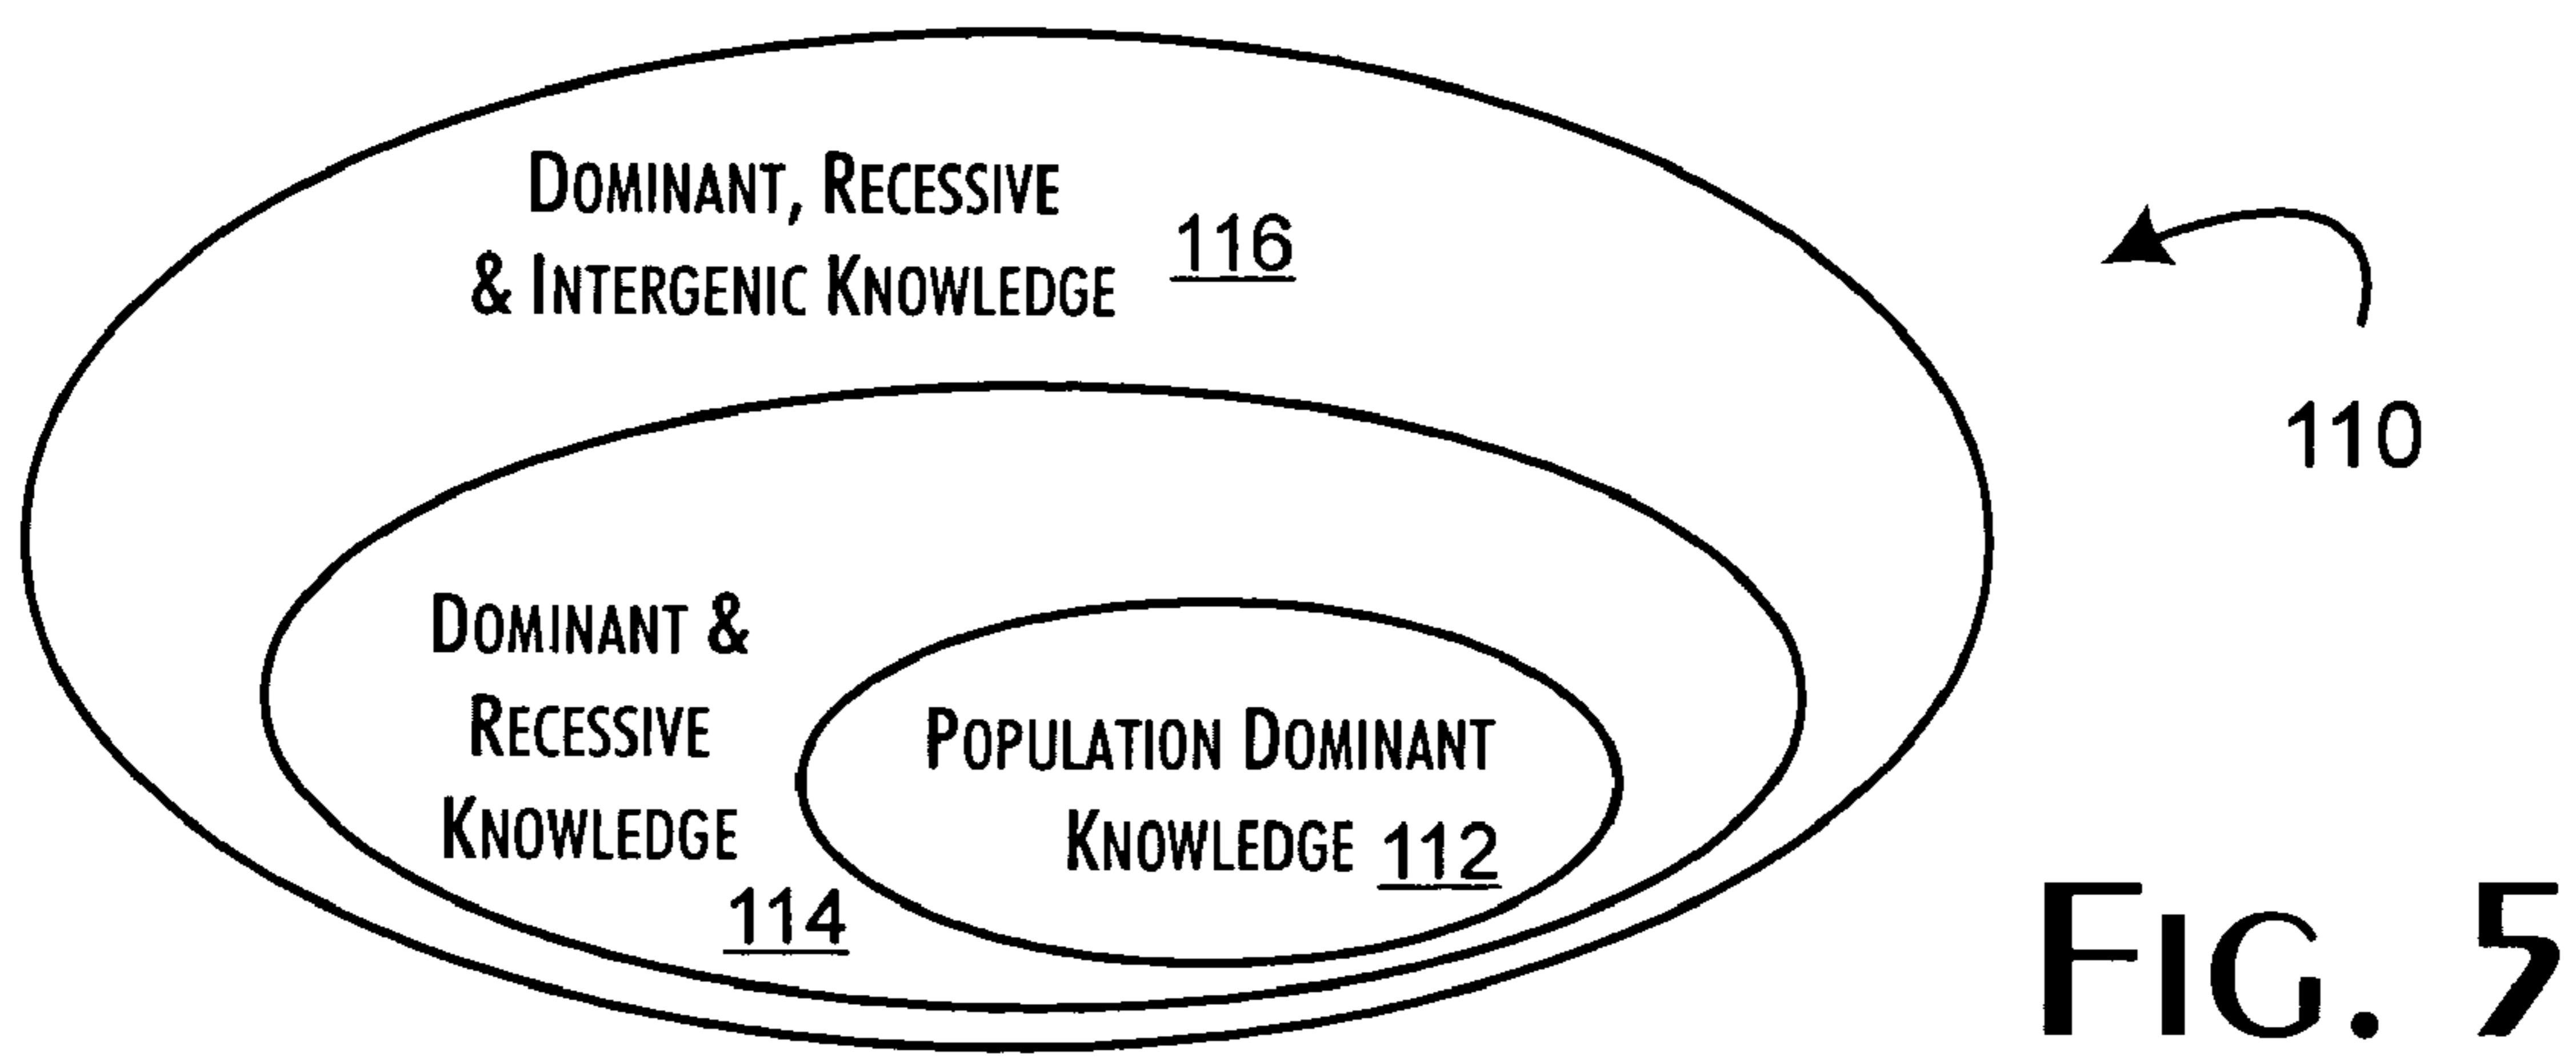 DOMINANT, RECESSIVE
& INTERGENIC KNOWLEDGE 116
110
DOMINANT &
RECESSIVE
KNOWLEDGE
114
POPULATION DOMINANT
KNOWLEDGE 112
FIG. 5